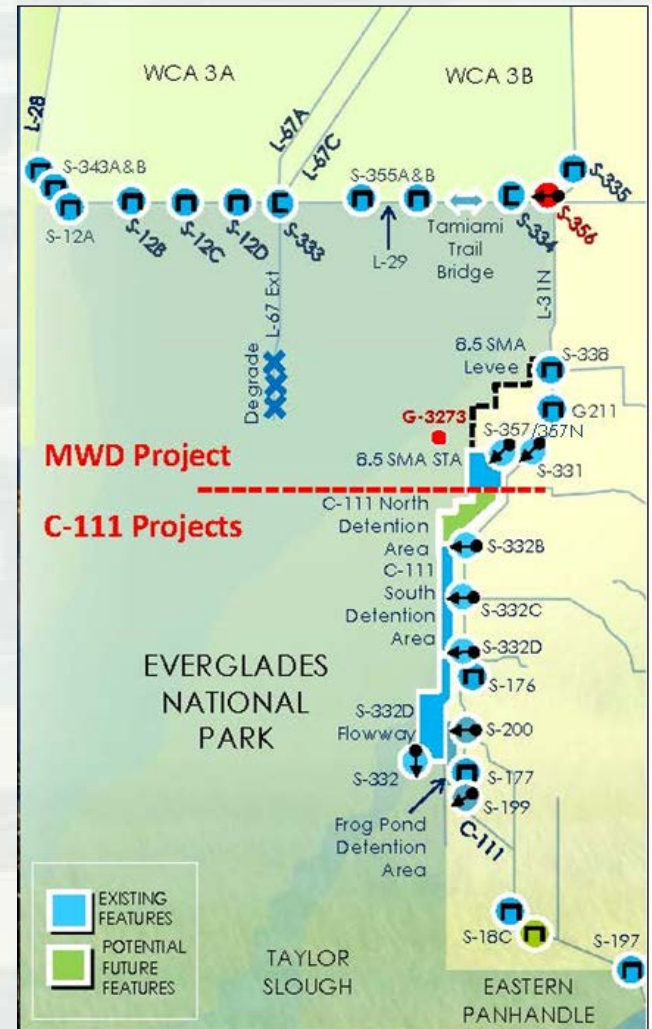 WCA 3A
WCA 3B
L-28
L-67A
L-67C
S-343A&B
S-355A&B
S-335
S-12A
S-12B
S-12C
S-12D
S-333
L-29
Tamiami
Trail
Bridge
S-334
S-356
L-67 Ext
L-31N
Degrade
8.5 SMA
Levee
S-338
G-3273
G211
S-357/357N
MWD Project
8.5 SMA STA
S-331
C-111 Projects
C-111 North
Detention
Area
S-332B
C-111
South
Detention
Area
S-332C
S-332D
EVERGLADES
NATIONAL
PARK
S-176
S-332D
Flowway
S-200
S-332
S-177
S-199
Frog Pond
Detention
Area
C-111
EXISTING
FEATURES
POTENTIAL
FUTURE
FEATURES
S-18C
S-197
TAYLOR
SLOUGH
EASTERN
PANHANDLE